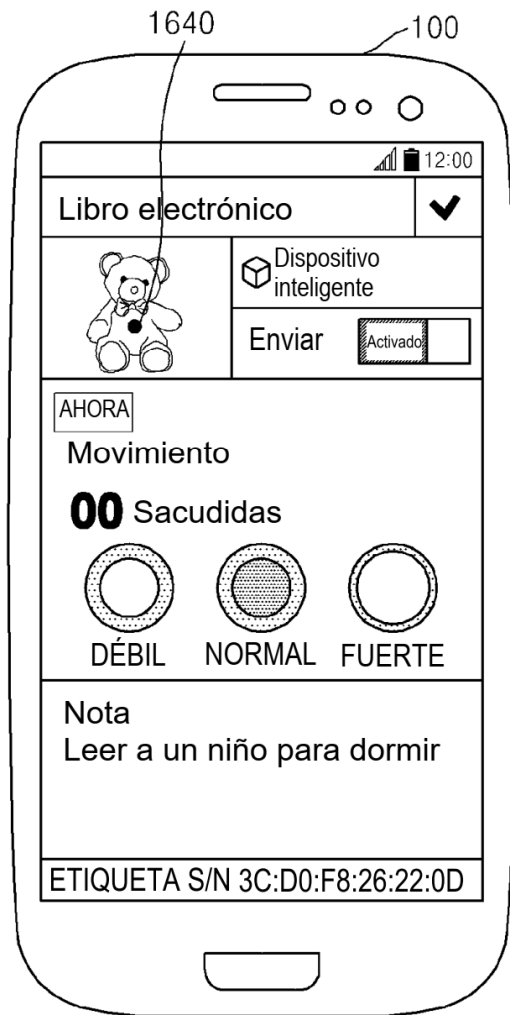 1640
100
12:00
Libro electrónico
Dispositivo
inteligente
Enviar
Activado
AHORA
Movimiento
00 Sacudidas
DÉBIL NORMAL FUERTE
Nota
Leer a un niño para dormir
ETIQUETA S/N 3C:D0:F8:26:22:0D